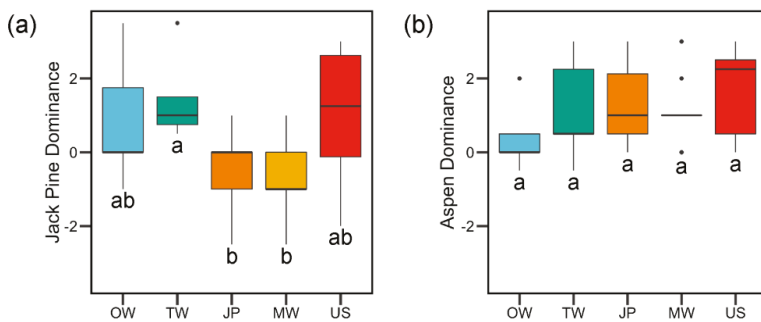 (a)
Jack Pine Dominance
2
0
-2
ab
a
b
b
ab
OW TW JP MW US
(b)
Aspen Dominance
2
0
-2
a
a
a
a
a
OW TW JP MW US